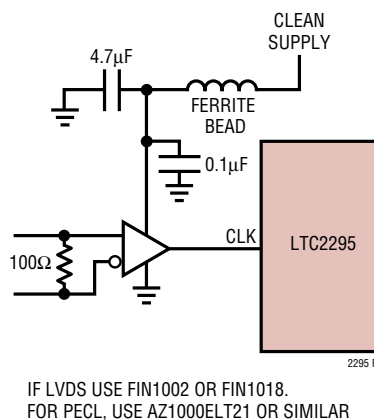 CLEAN
SUPPLY
4.7µF
FERRITE
BEAD
0.1µF
100Ω
CLK
LTC2295
2295 F
IF LVDS USE FIN1002 OR FIN1018.
FOR PECL, USE AZ1000ELT21 OR SIMILAR